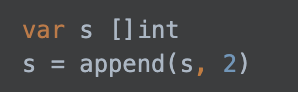 var s []int
s = append(s, 2)